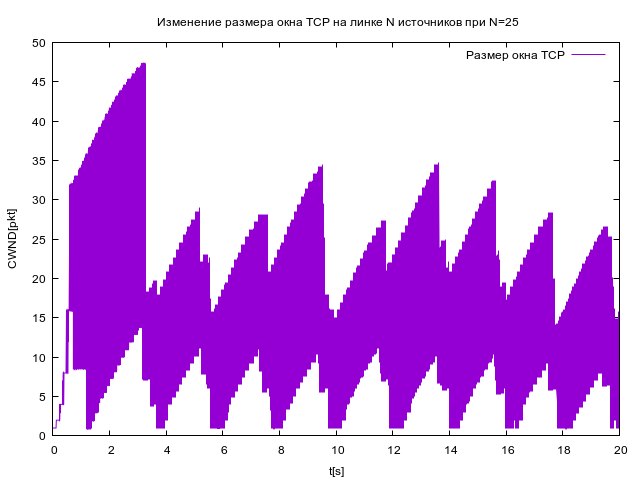 Изменение размера окна TCP на линке N источников при N=25
Размер окна TCP
CWND[pkt]
50
45
40
35
30
25
20
15
10
5
0
0 2 4 6 8 10 12 14 16 18 20
t[s]